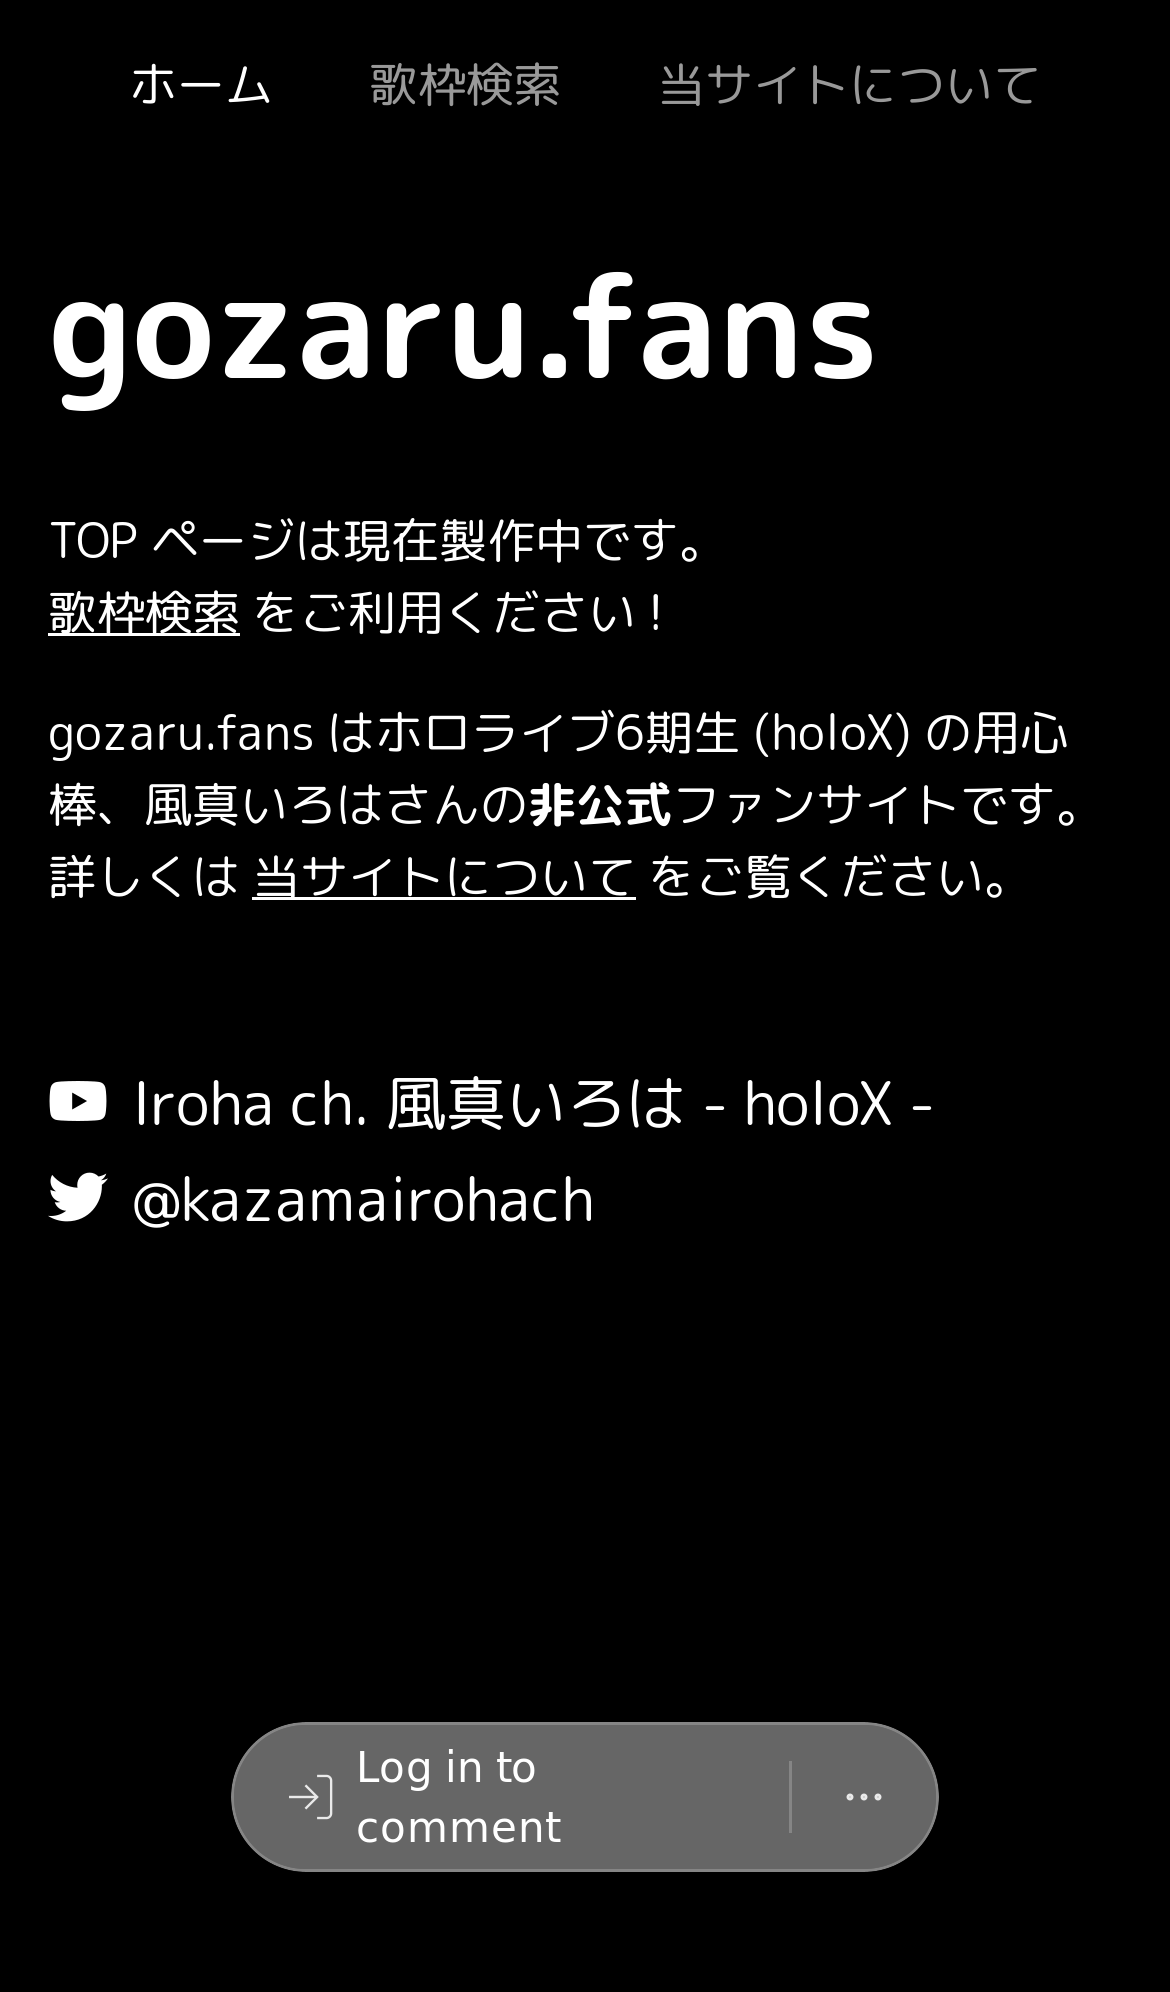 ホーム 歌枠検索 当サイトについて
gozaru.fans
TOP ページは現在製作中です。
歌枠検索 をご利用ください！
gozaru.fans はホロライブ6期生 (holoX) の用心
棒、風真いろはさんの非公式ファンサイトです。
詳しくは 当サイトについて をご覧ください。
Iroha ch. 風真いろは - holoX -
@kazamairohach
Log in to
comment